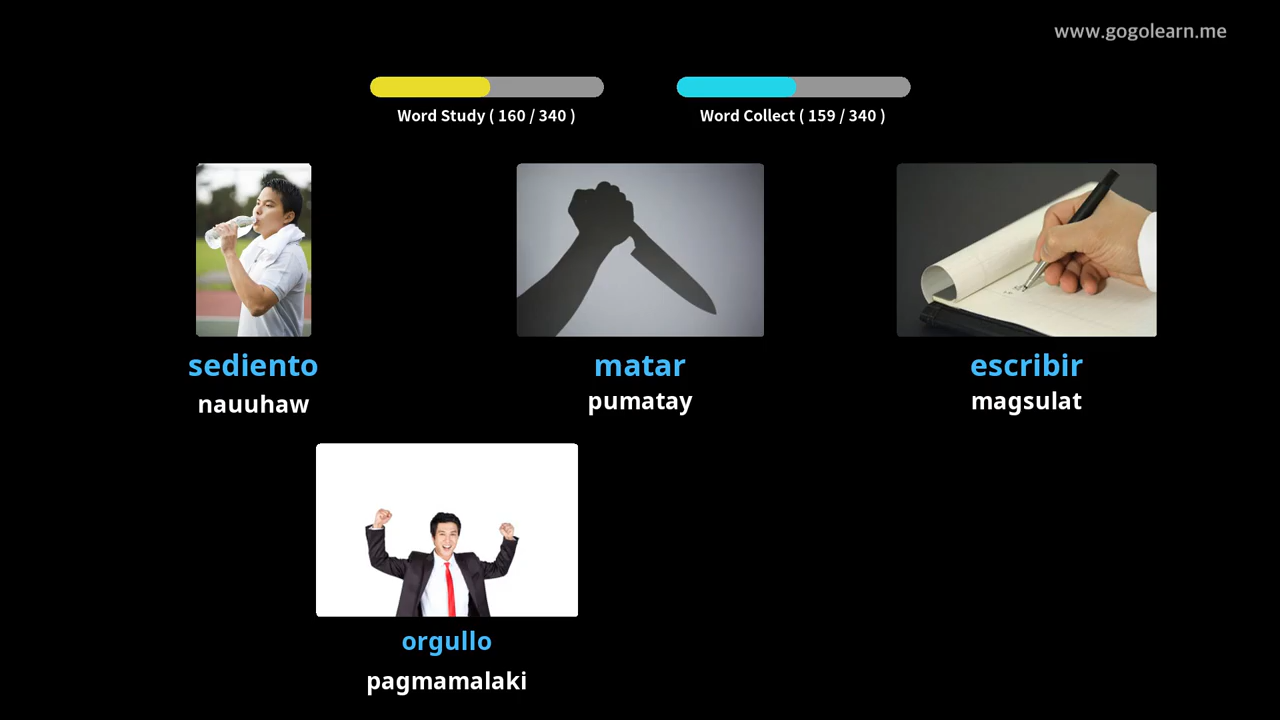 www.gogolearn.me
Word Study ( 160 / 340 )
Word Collect ( 159 / 340 )
sediento
nauuhaw
matar
pumatay
escribir
magsulat
orgullo
pagmamalaki